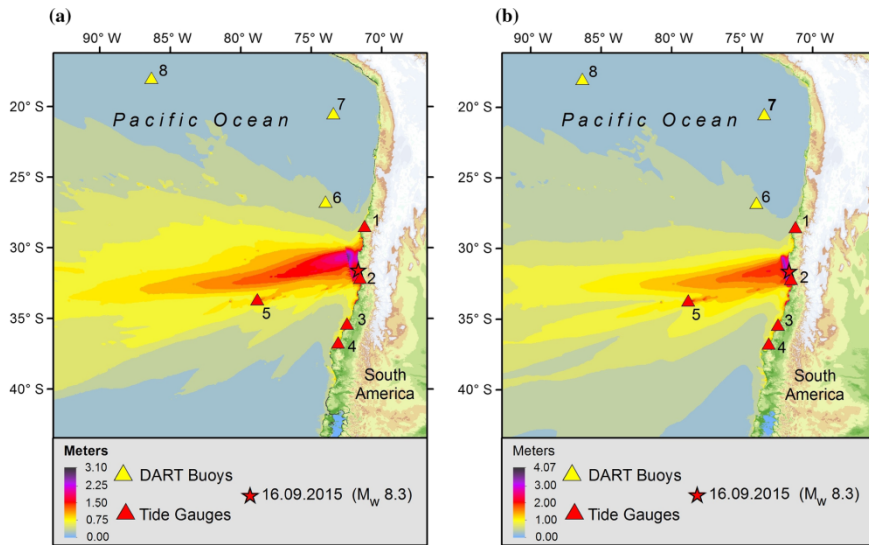 (a)
90° W 80° W 70° W
20° S
25° S
30° S
35° S
40° S
8
7
Pacific Ocean
6
1
2
5
3
4
South
America
Meters
3.10
2.25
1.50
0.75
0.00
DART Buoys
16.09.2015 (Mw 8.3)
Tide Gauges
(b)
90° W 80° W 70° W
20° S
25° S
30° S
35° S
40° S
8
7
Pacific Ocean
6
1
2
5
3
4
South
America
Meters
4.07
3.00
2.00
1.00
0.00
DART Buoys
16.09.2015 (Mw 8.3)
Tide Gauges